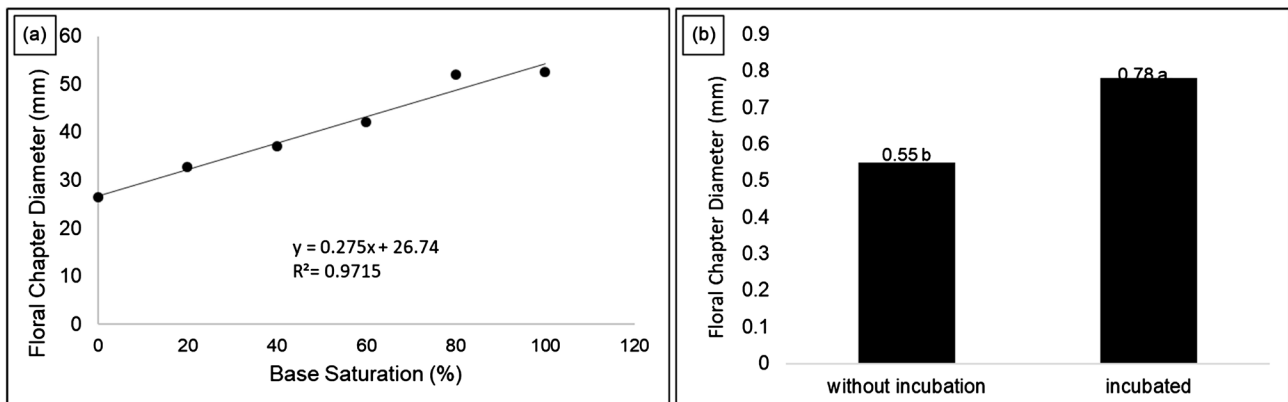 (a)
Floral Chapter Diameter (mm)
60
50
40
30
20
10
0
y = 0.275x + 26.74
R²= 0.9715
0 20 40 60 80 100 120
Base Saturation (%)
(b)
Floral Chapter Diameter (mm)
0.9
0.8
0.7
0.6
0.5
0.4
0.3
0.2
0.1
0
0.55 b
0.78 a
without incubation incubated